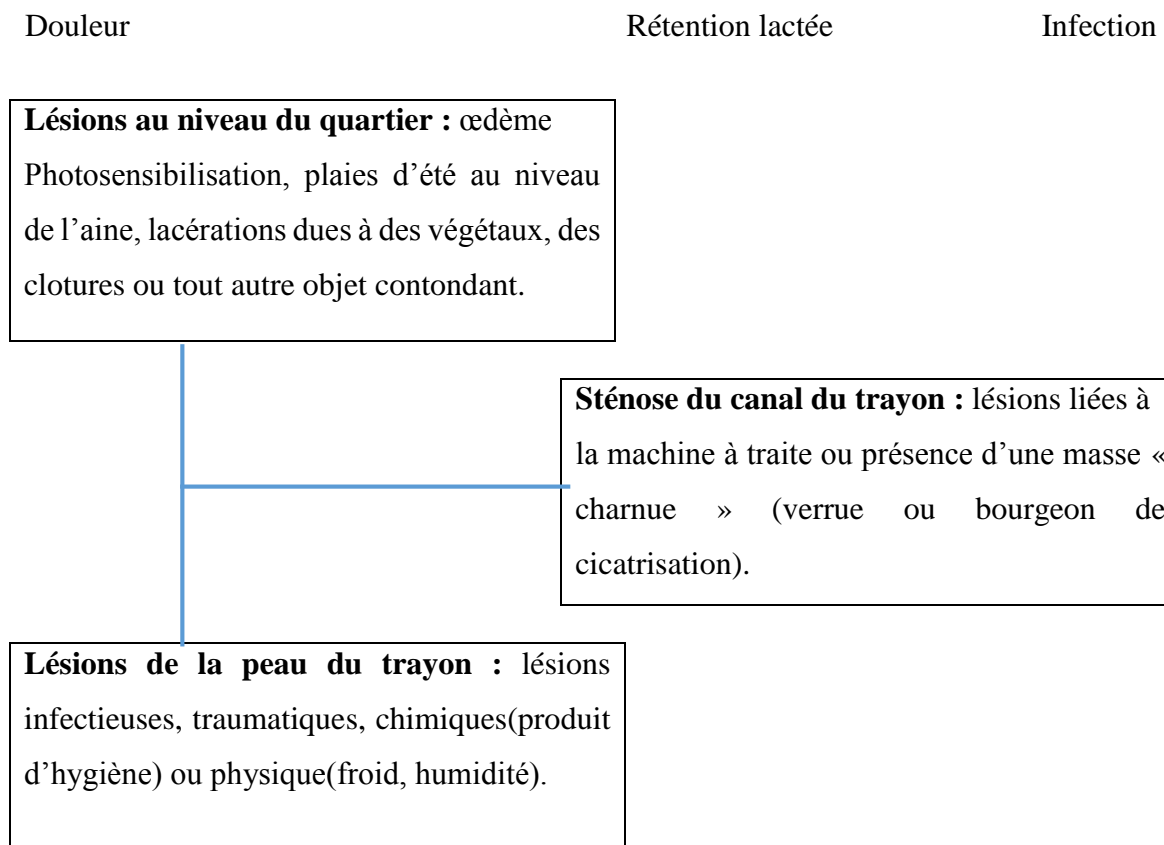 Douleur Rétention lactée Infection
Lésions au niveau du quartier : œdème
Photosensibilisation, plaies d’été au niveau
de l’aine, lacérations dues à des végétaux, des
clotures ou tout autre objet contondant.
Sténose du canal du trayon : lésions liées à
la machine à traite ou présence d’une masse «
charnue » (verrue ou bourgeon de
cicatrisation).
Lésions de la peau du trayon : lésions
infectieuses, traumatiques, chimiques(produit
d’hygiène) ou physique(froid, humidité).